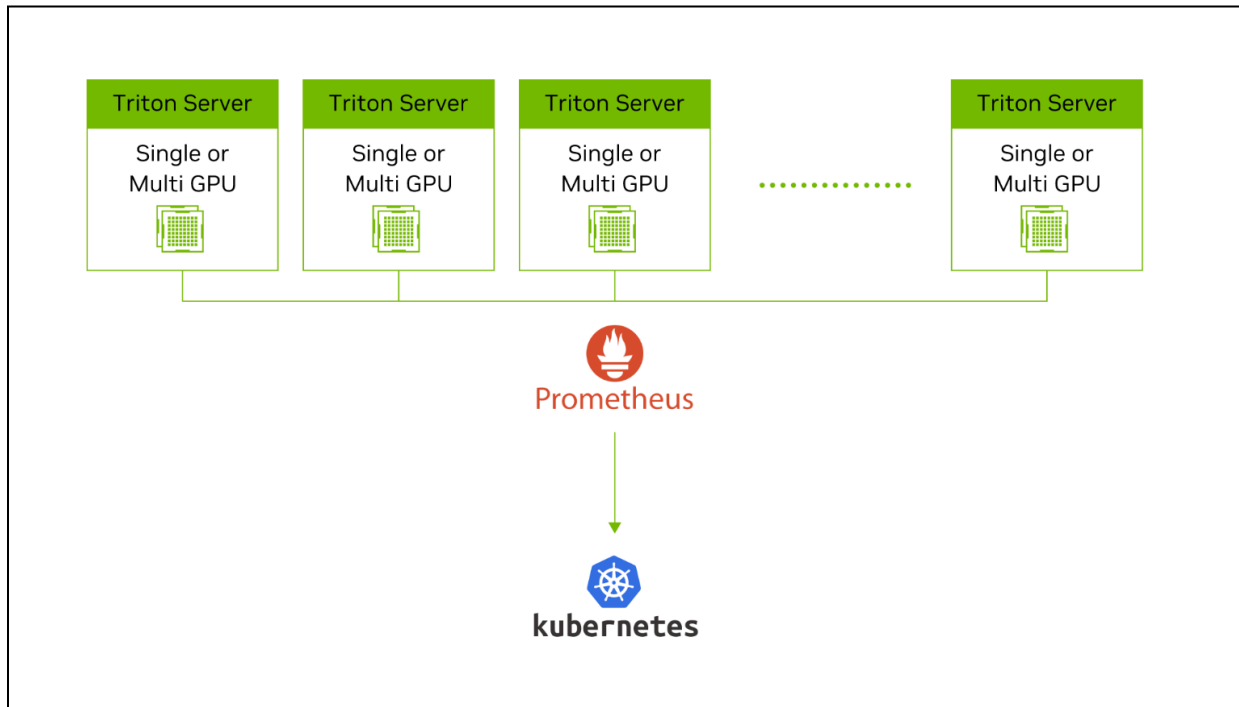 Triton Server
Single or
Multi GPU
Triton Server
Single or
Multi GPU
Triton Server
Single or
Multi GPU
Triton Server
Single or
Multi GPU
Prometheus
kubernetes